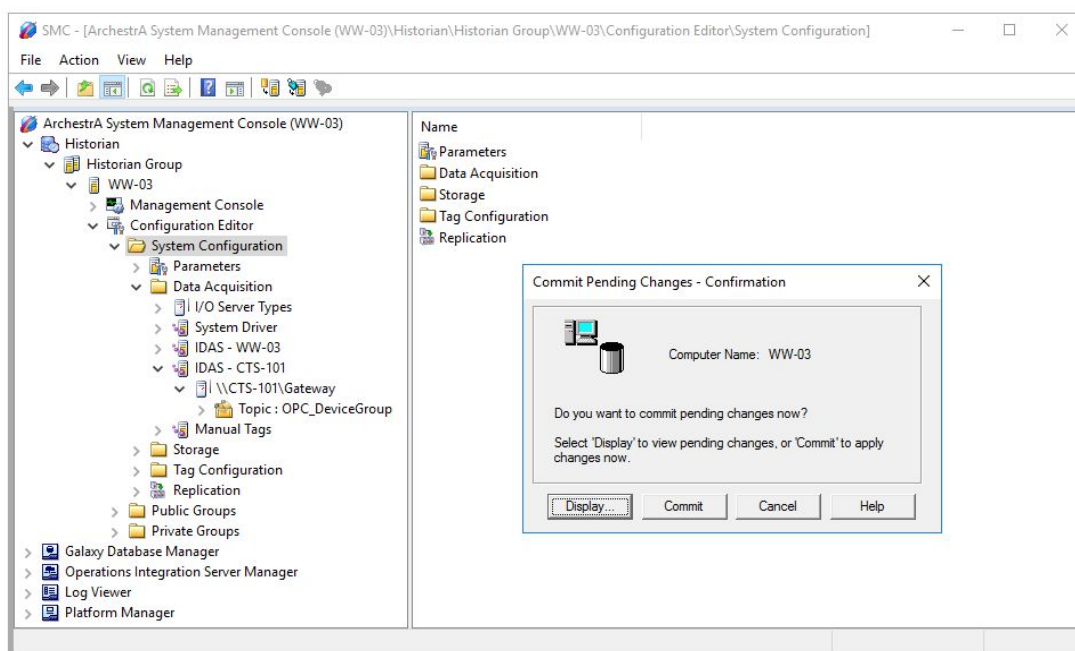 SMC - [ArchestrA System Management Console (WW-03)\Historian\Historian Group\WW-03\Configuration Editor\System Configuration]
File Action View Help
ArchestrA System Management Console (WW-03)
Historian
Historian Group
WW-03
Management Console
Configuration Editor
System Configuration
Parameters
Data Acquisition
I/O Server Types
System Driver
IDAS - WW-03
IDAS - CTS-101
\\CTS-101\Gateway
Topic : OPC_DeviceGroup
Manual Tags
Storage
Tag Configuration
Replication
Public Groups
Private Groups
Galaxy Database Manager
Operations Integration Server Manager
Log Viewer
Platform Manager
Name
Parameters
Data Acquisition
Storage
Tag Configuration
Replication
Commit Pending Changes - Confirmation
Computer Name: WW-03
Do you want to commit pending changes now?
Select 'Display' to view pending changes, or 'Commit' to apply
changes now.
Display... Commit Cancel Help